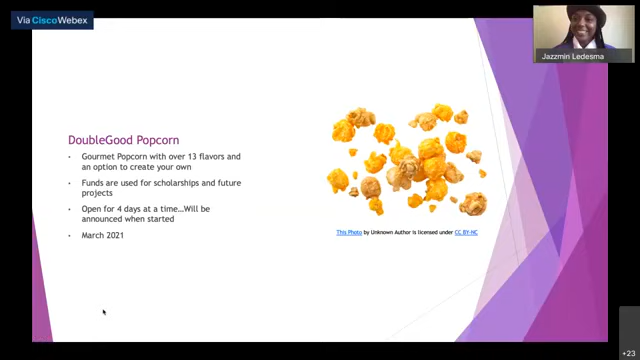 Via Cisco Webex
Jazzmin Ledesma
DoubleGood Popcorn
• Gourmet Popcorn with over 13 flavors and
an option to create your own
• Funds are used for scholarships and future
projects
• Open for 4 days at a time...Will be
announced when started
• March 2021
This Photo by Unknown Author is licensed under CC BY-NC
+23